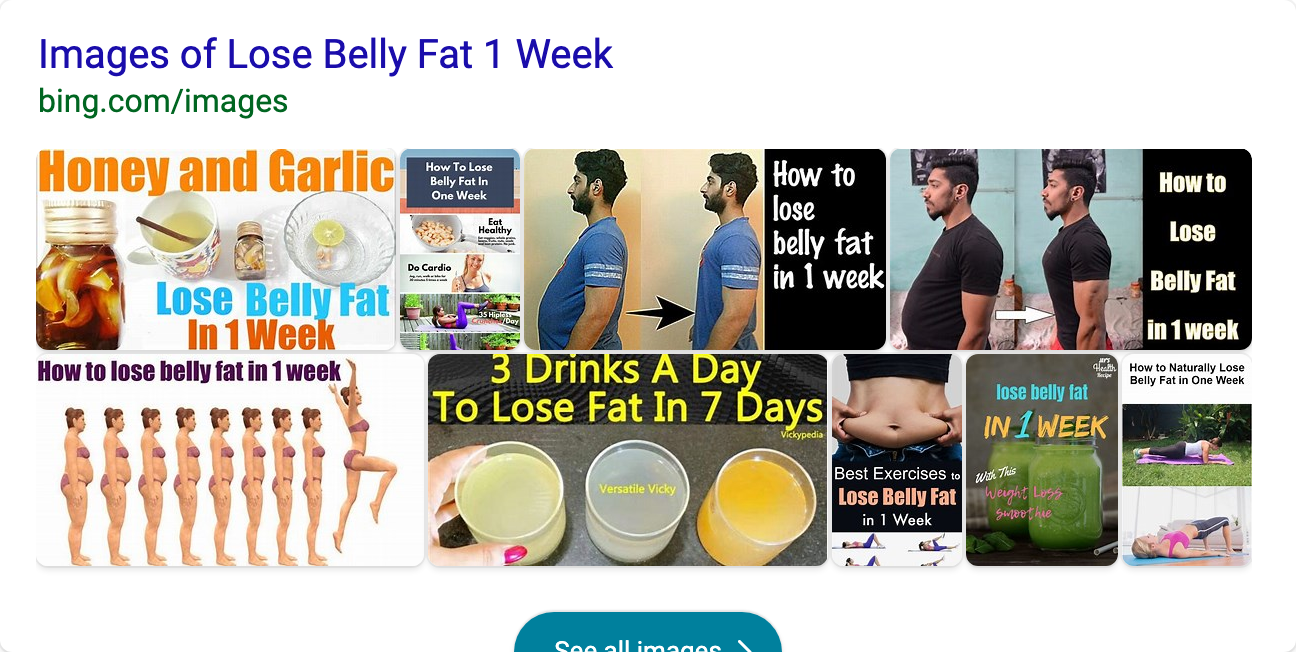 Images of Lose Belly Fat 1 Week
bing.com/images
Honey and Garlic
Lose Belly Fat
In 1 Week
How To Lose
Belly Fat In
One Week
Eat
Healthy
Do Cardio
35 Hipless
/Day
How to
lose
belly fat
in 1 week
How to
Lose
Belly Fat
in 1 week
How to lose belly fat in 1 week
3 Drinks A Day
To Lose Fat In 7 Days
Vickypedia
Versatile Vicky
Best Exercises to
Lose Belly Fat
in 1 Week
Health
Recipe
lose belly fat
IN 1 WEEK
With This
Weight Loss
smoothie
How to Naturally Lose
Belly Fat in One Week
See all images